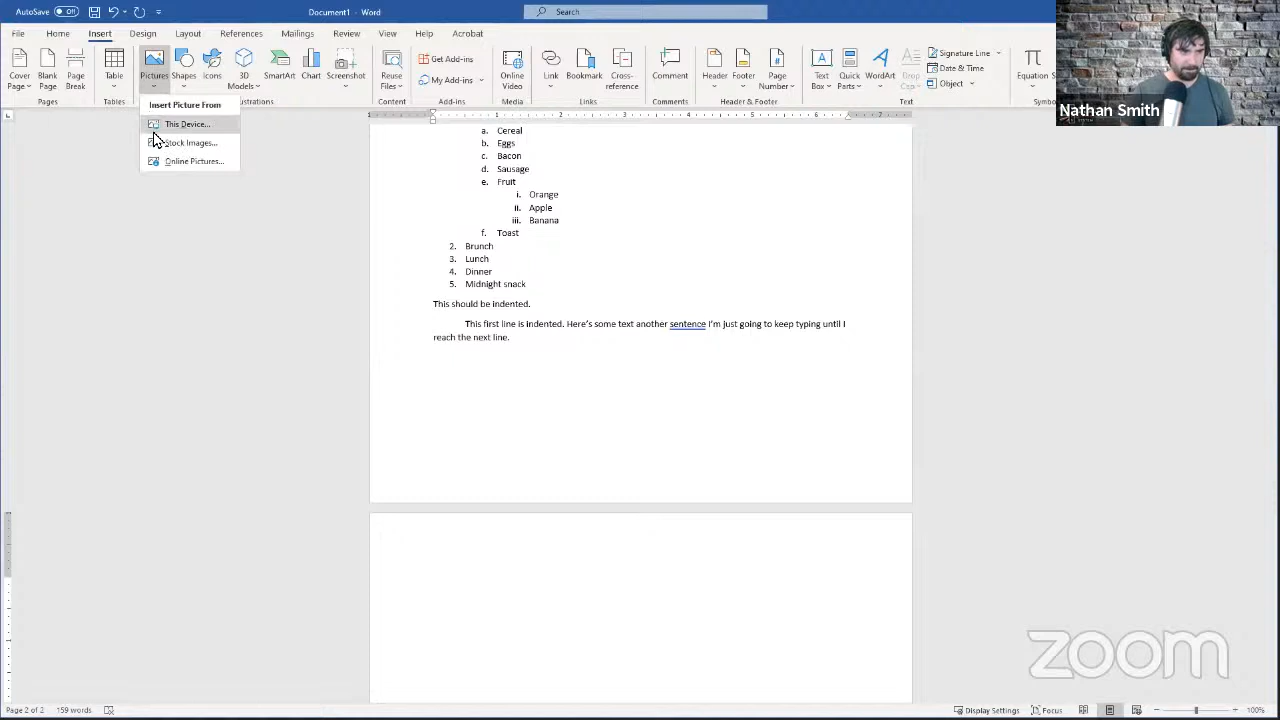 AutoSave Off Document1 - Word Search
File Home Insert Draw Design Layout References Mailings Review View Help Acrobat
Cover Page Blank Page Page Break Table Pictures Shapes Icons 3D Models SmartArt Chart Screenshot Reuse Files Get Add-ins My Add-ins Online Video Link Bookmark Cross-reference Comment Header Footer Page Number Text Box Quick Parts WordArt Drop Cap Signature Line Date & Time Object Equation
Pages Tables Illustrations Content Add-ins Media Links Comments Header & Footer Text
Insert Picture From
This Device...
Stock Images...
Online Pictures...
Nathan Smith
a. Cereal
b. Eggs
c. Bacon
d. Sausage
e. Fruit
i. Orange
ii. Apple
iii. Banana
f. Toast
2. Brunch
3. Lunch
4. Dinner
5. Midnight snack
This should be indented.
This first line is indented. Here's some text another sentence I'm just going to keep typing until I
reach the next line.
zoom
Page 2 of 2 159 words Display Settings Focus 100%